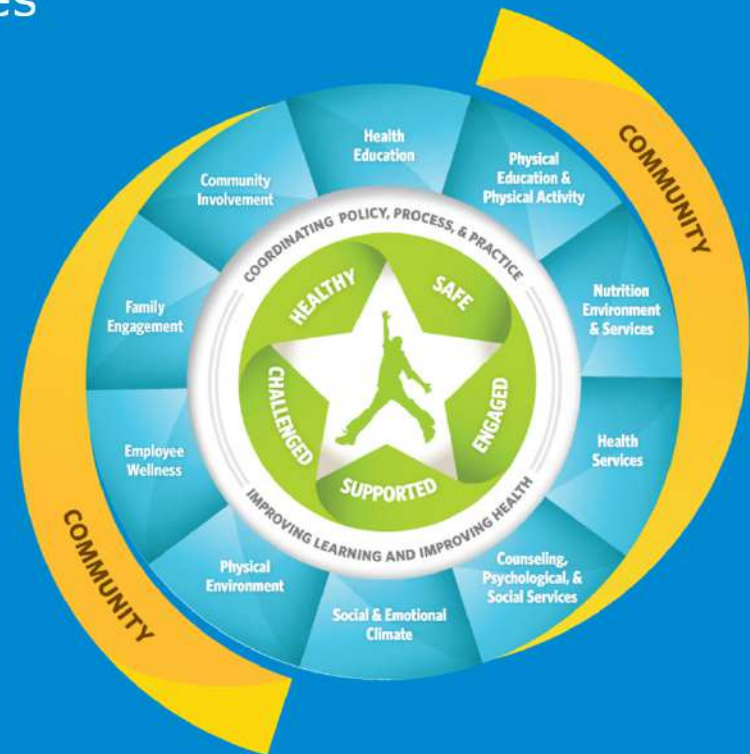 Health
Education
Physical
Education &
Physical Activity
Nutrition
Environment
& Services
Health
Services
Counseling,
Psychological, &
Social Services
Social & Emotional
Climate
Physical
Environment
Employee
Wellness
Family
Engagement
Community
Involvement
COMMUNITY
COMMUNITY
COORDINATING POLICY, PROCESS, & PRACTICE
IMPROVING LEARNING AND IMPROVING HEALTH
HEALTHY
SAFE
ENGAGED
SUPPORTED
CHALLENGED